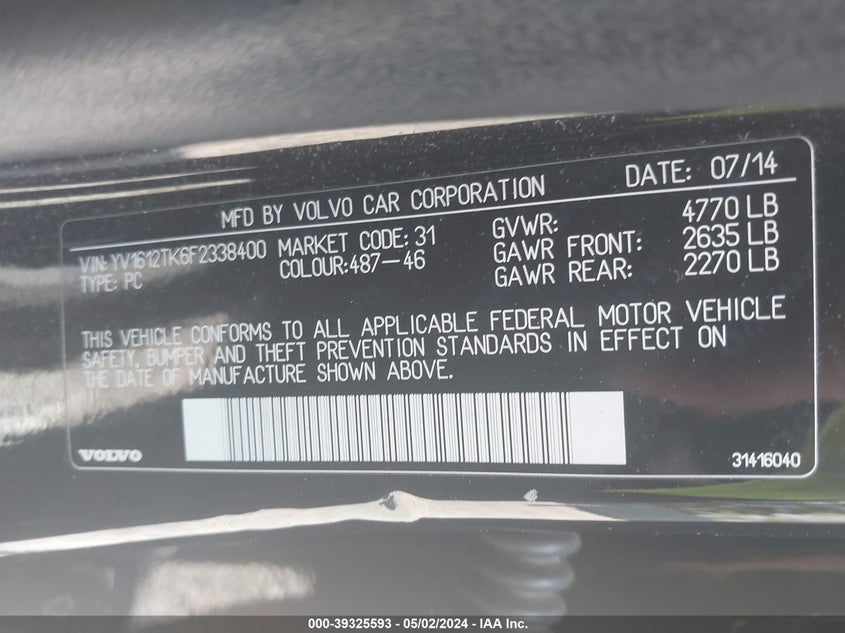 MFD BY VOLVO CAR CORPORATION DATE: 07/14
VIN: YV1612TK6F2338400 MARKET CODE: 31 GVWR: 4770 LB
TYPE: PC COLOUR:487-46 GAWR FRONT: 2635 LB
GAWR REAR: 2270 LB
THIS VEHICLE CONFORMS TO ALL APPLICABLE FEDERAL MOTOR VEHICLE
SAFETY, BUMPER AND THEFT PREVENTION STANDARDS IN EFFECT ON
THE DATE OF MANUFACTURE SHOWN ABOVE.
VOLVO 31416040
000-39325593 - 05/02/2024 - IAA Inc.